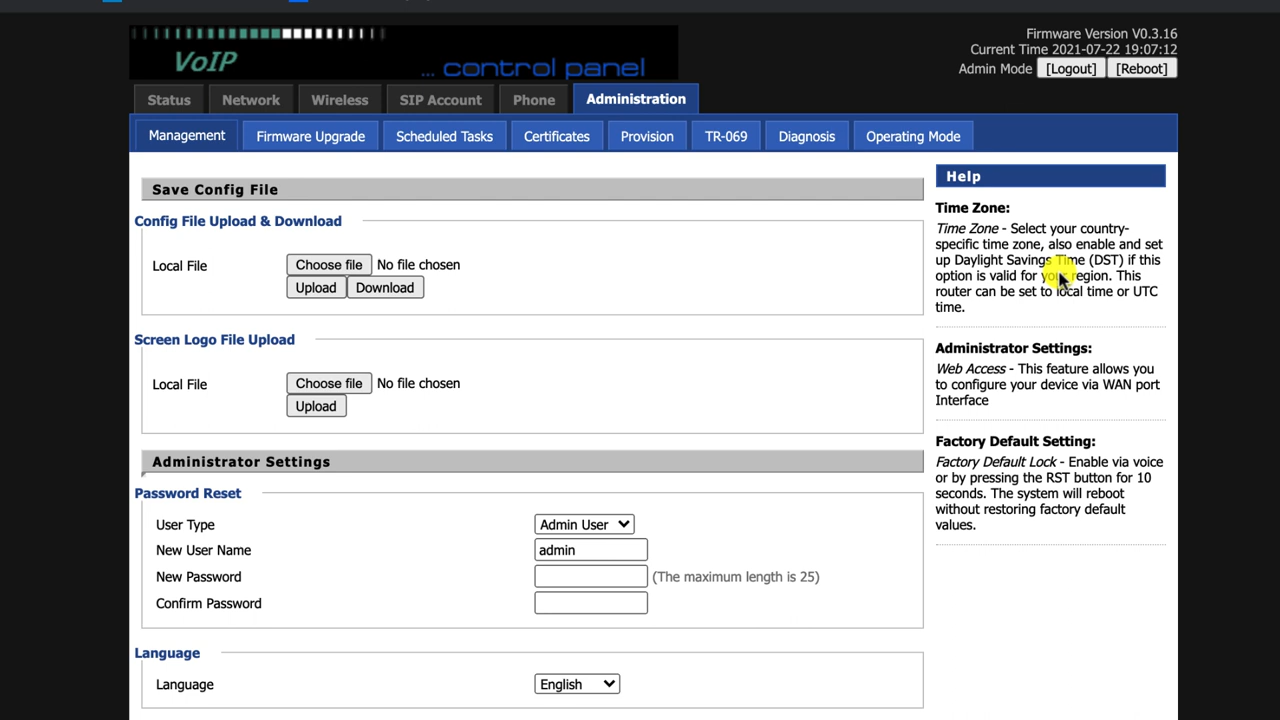 VoIP
... control panel
Firmware Version V0.3.16
Current Time 2021-07-22 19:07:12
Admin Mode [Logout] [Reboot]
Status Network Wireless SIP Account Phone Administration
Management Firmware Upgrade Scheduled Tasks Certificates Provision TR-069 Diagnosis Operating Mode
Save Config File
Config File Upload & Download
Local File Choose file No file chosen
Upload Download
Screen Logo File Upload
Local File Choose file No file chosen
Upload
Administrator Settings
Password Reset
User Type Admin User
New User Name admin
New Password (The maximum length is 25)
Confirm Password
Language
Language English
Help
Time Zone:
Time Zone - Select your country-
specific time zone, also enable and set
up Daylight Savings Time (DST) if this
option is valid for your region. This
router can be set to local time or UTC
time.
Administrator Settings:
Web Access - This feature allows you
to configure your device via WAN port
Interface
Factory Default Setting:
Factory Default Lock - Enable via voice
or by pressing the RST button for 10
seconds. The system will reboot
without restoring factory default
values.